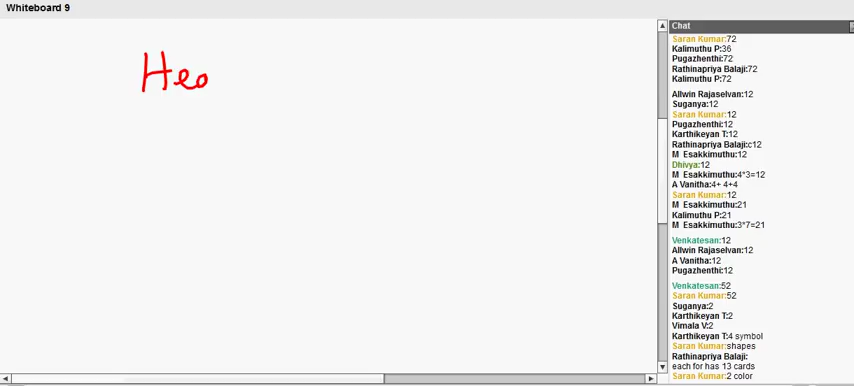 Whiteboard 9
Heo
Chat
Saran Kumar:72
Kalimuthu P:36
Pugazhenthi:72
Rathinapriya Balaji:72
Kalimuthu P:72
Allwin Rajaselvan:12
Suganya:12
Saran Kumar:12
Pugazhenthi:12
Karthikeyan T:12
Rathinapriya Balaji:c12
M Esakkimuthu:12
Dhivya:12
M Esakkimuthu:4*3=12
A Vanitha:4+ 4+4
Saran Kumar:12
M Esakkimuthu:21
Kalimuthu P:21
M Esakkimuthu:3*7=21
Venkatesan:12
Allwin Rajaselvan:12
A Vanitha:12
Pugazhenthi:12
Venkatesan:52
Saran Kumar:52
Suganya:2
Karthikeyan T:2
Vimala V:2
Karthikeyan T:4 symbol
Saran Kumar:shapes
Rathinapriya Balaji:
each for has 13 cards
Saran Kumar:2 color